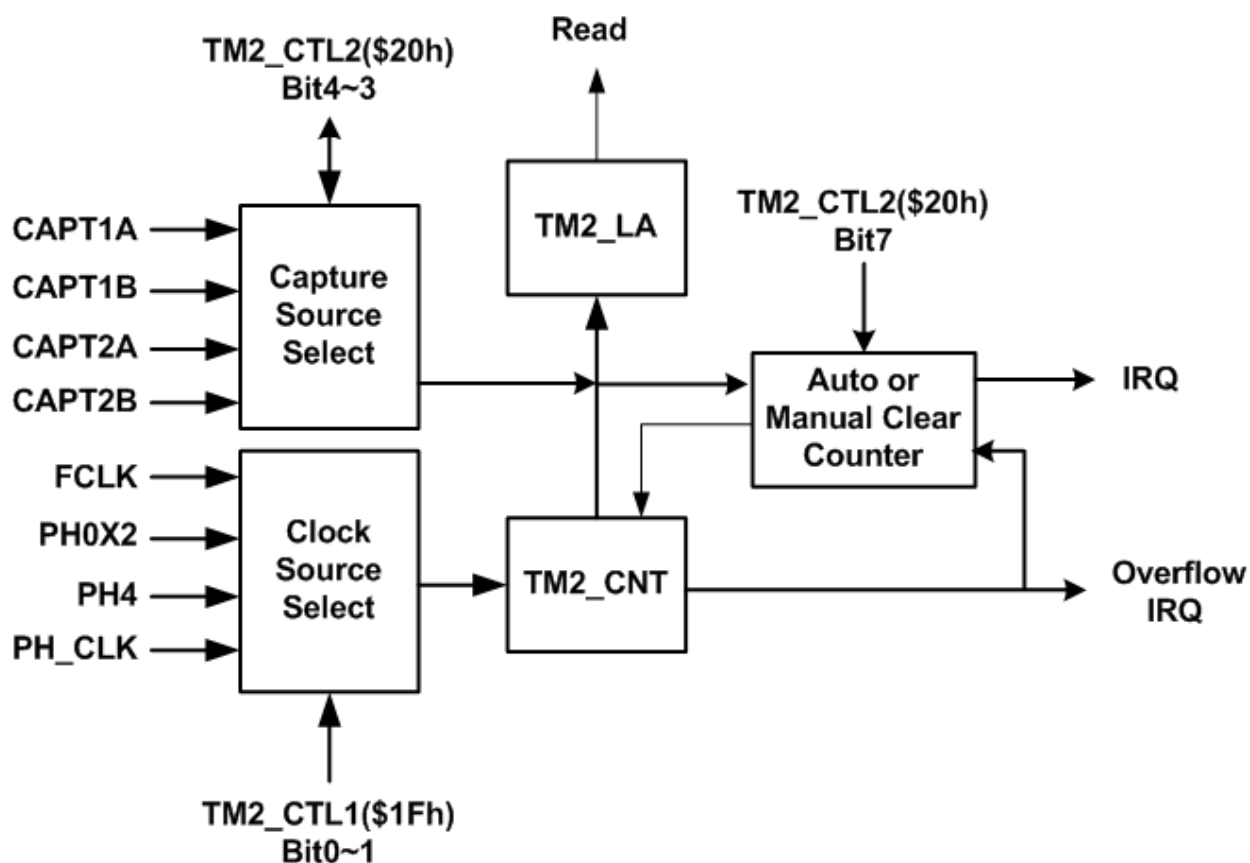 Read
TM2_CTL2($20h)
Bit4~3
TM2_LA
TM2_CTL2($20h)
Bit7
CAPT1A
CAPT1B
CAPT2A
CAPT2B
Capture
Source
Select
Auto or
Manual Clear
Counter
IRQ
FCLK
PH0X2
PH4
PH_CLK
Clock
Source
Select
TM2_CNT
Overflow
IRQ
TM2_CTL1($1Fh)
Bit0~1